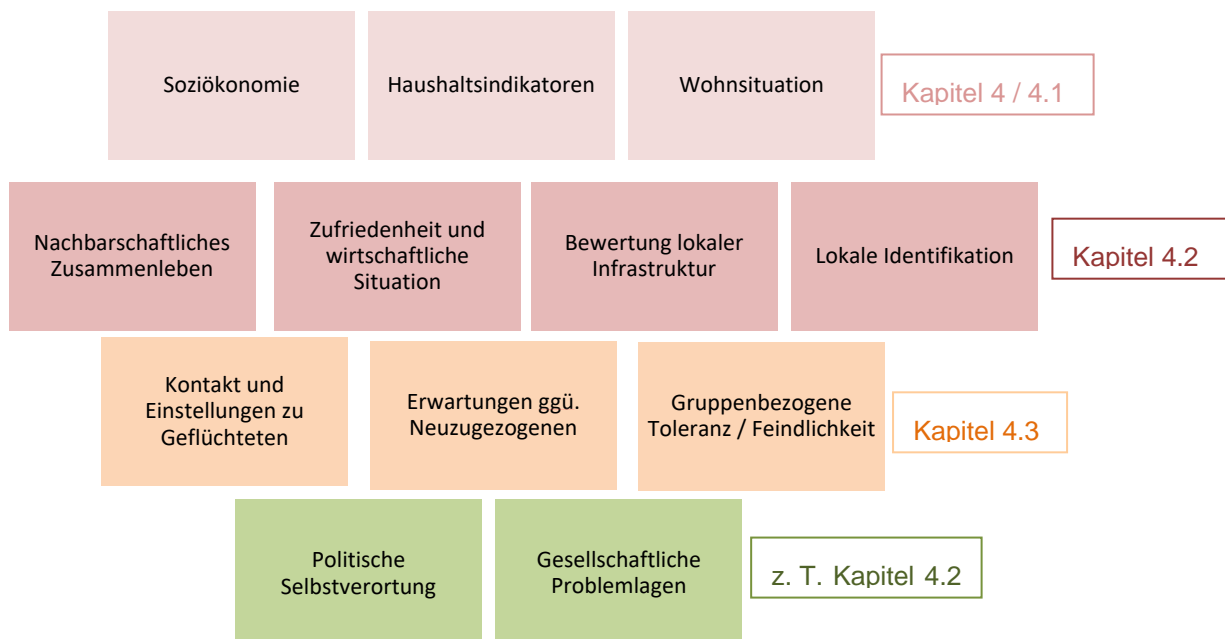 Soziökonomie
Haushaltsindikatoren
Wohnsituation
Kapitel 4 / 4.1
Nachbarschaftliches
Zusammenleben
Zufriedenheit und
wirtschaftliche
Situation
Bewertung lokaler
Infrastruktur
Lokale Identifikation
Kapitel 4.2
Kontakt und
Einstellungen zu
Geflüchteten
Erwartungen ggü.
Neuzugezogenen
Gruppenbezogene
Toleranz / Feindlichkeit
Kapitel 4.3
Politische
Selbstverortung
Gesellschaftliche
Problemlagen
z. T. Kapitel 4.2